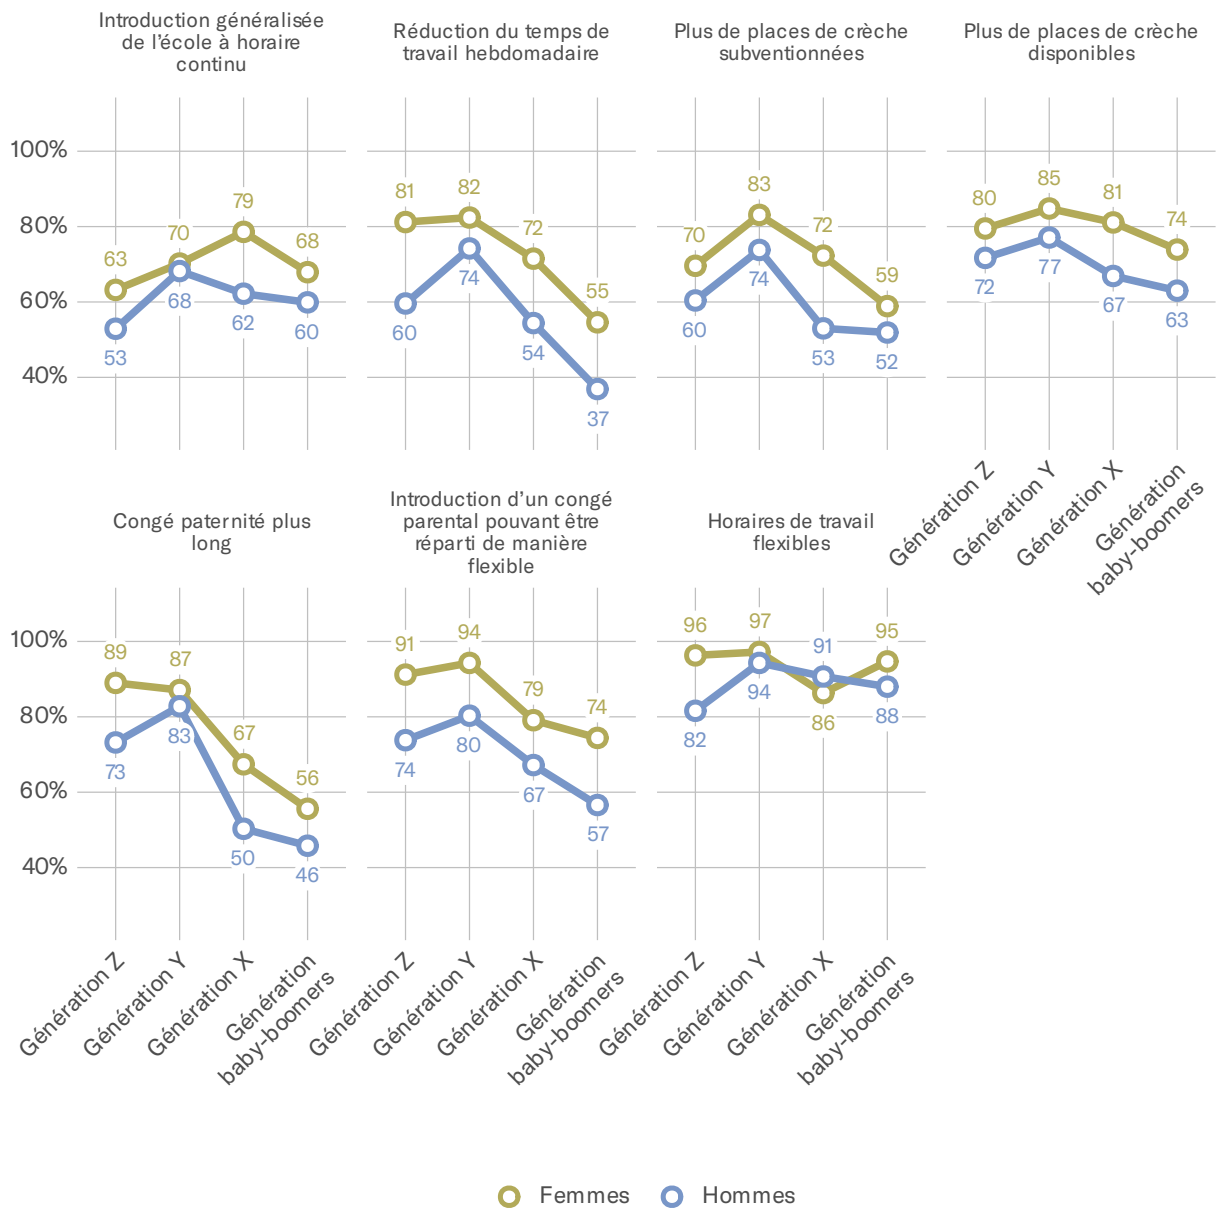 Introduction généralisée
de l’école à horaire
continu
Réduction du temps de
travail hebdomadaire
Plus de places de crèche
subventionnées
Plus de places de crèche
disponibles
100%
80%
60%
40%
63
70
79
68
53
68
62
60
81
82
72
55
60
74
54
37
70
83
72
59
60
74
53
52
80
85
81
74
72
77
67
63
Génération Z
Génération Y
Génération X
Génération
baby-boomers
Congé paternité plus
long
Introduction d’un congé
parental pouvant être
réparti de manière
flexible
Horaires de travail
flexibles
100%
80%
60%
40%
89
87
67
56
73
83
50
46
91
94
79
74
74
80
67
57
96
97
91
95
82
94
86
88
Génération Z
Génération Y
Génération X
Génération
baby-boomers
Génération Z
Génération Y
Génération X
Génération
baby-boomers
Génération Z
Génération Y
Génération X
Génération
baby-boomers
Femmes
Hommes